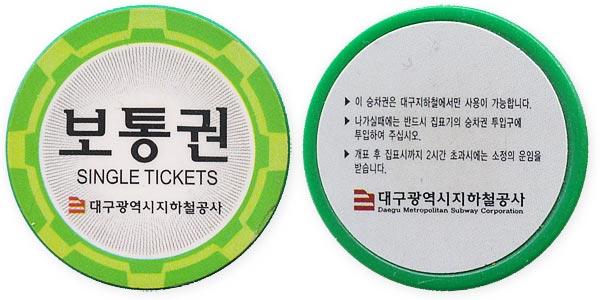 보통권
SINGLE TICKETS
대구광역시지하철공사
▶ 이 승차권은 대구지하철에서만 사용이 가능합니다.
▶ 나가실때에는 반드시 집표기의 승차권 투입구에
투입하여 주십시오.
▶ 개표 후 집표시까지 2시간 초과시에는 소정의 운임을
받습니다.
대구광역시지하철공사
Daegu Metropolitan Subway Corporation